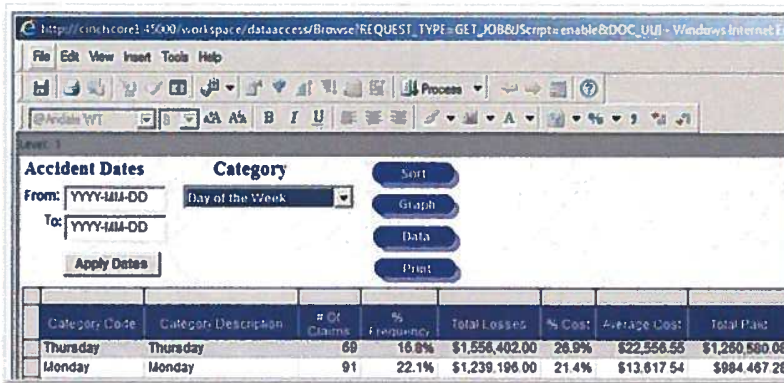 http://cinchcore1:45000/workspace/dataaccess/Browse?REQUEST_TYPE=GET_JOB&JScript=enable&DOC_UUI - Windows Internet E
File Edit View Insert Tools Help
Process
@Andale WT 8 B I U A %
Level: 1
Accident Dates Category Sort
From: YYYY-MM-DD Day of the Week Graph
To: YYYY-MM-DD Data
Apply Dates Print
Category Code Category Description # Of Claims % Frequency Total Losses % Cost Average Cost Total Paid
Thursday Thursday 69 16.8% $1,556,402.00 26.9% $22,556.55 $1,260,580.08
Monday Monday 91 22.1% $1,239,196.00 21.4% $13,617.54 $984,467.2